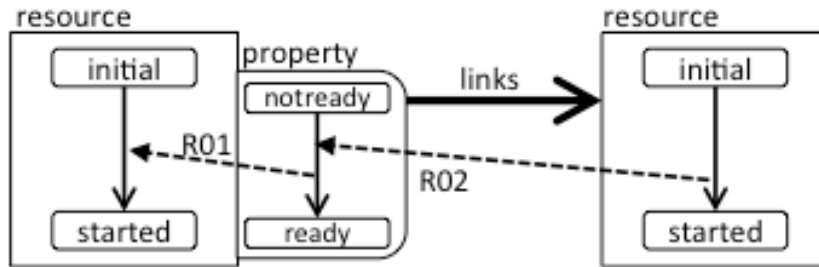 resource
initial
started
property
notready
ready
R01
links
R02
resource
initial
started